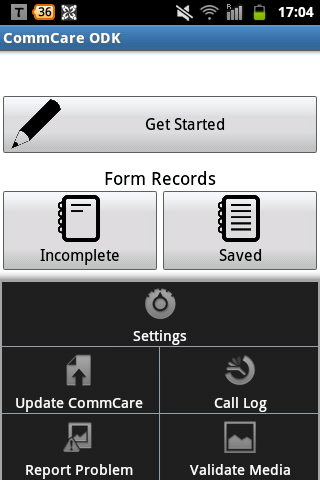 T 36 R 17:04
CommCare ODK
Get Started
Form Records
Incomplete Saved
Settings
Update CommCare Call Log
Report Problem Validate Media